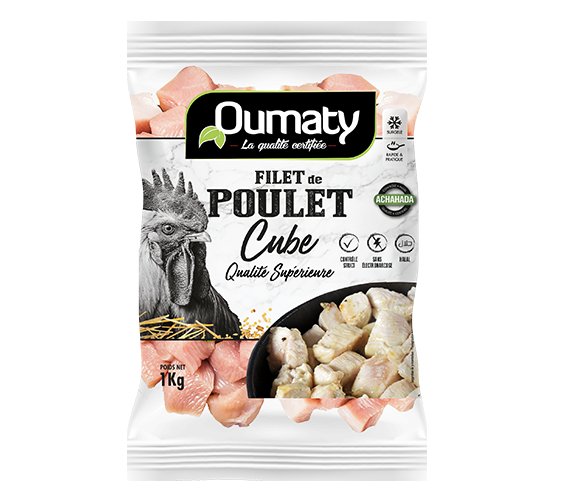 Oumaty
La qualité certifiée
SURGELÉ
RAPIDE &
PRATIQUE
FILET de
POULET
Cube
Qualité Supérieure
ACHAHADA
CONTRÔLE
STRICT
SANS
ÉLECTRONARCOSE
HALAL
POIDS NET
1Kg